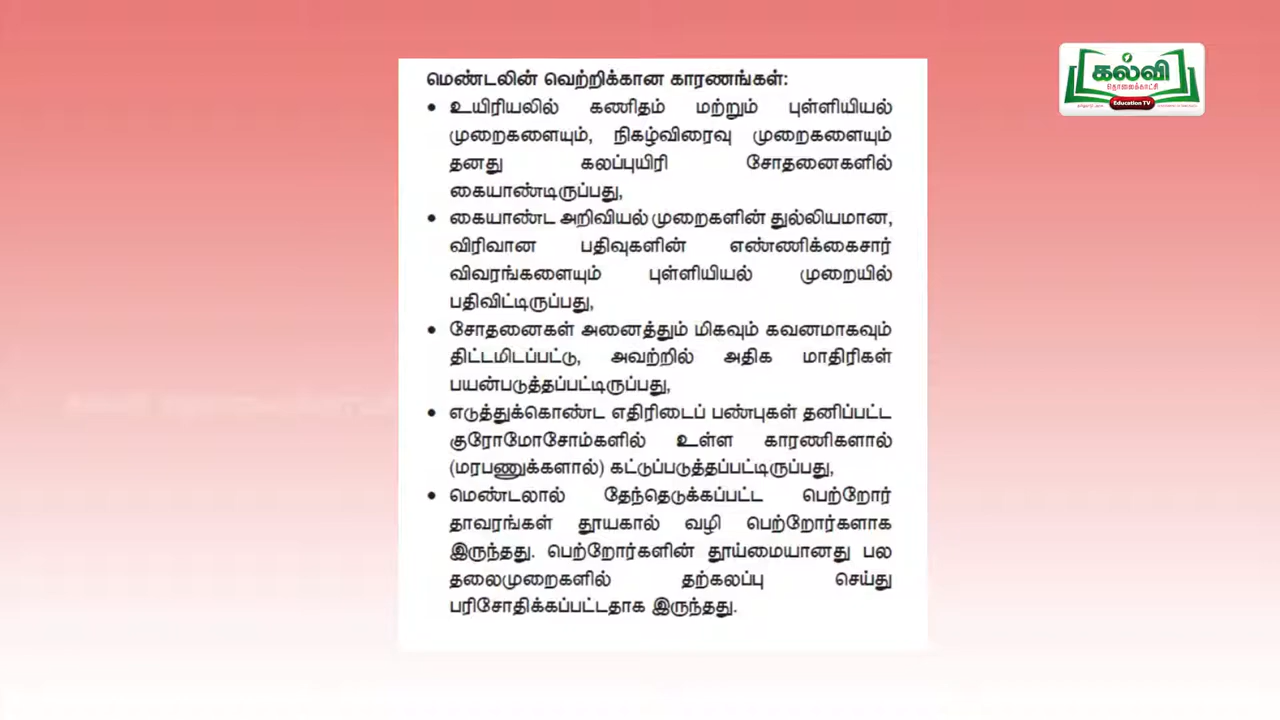 மெண்டலின் வெற்றிக்கான காரணங்கள்:
• உயிரியலில் கணிதம் மற்றும் புள்ளியியல்
முறைகளையும், நிகழ்விரைவு முறைகளையும்
தனது கலப்புயிரி சோதனைகளில்
கையாண்டிருப்பது,
• கையாண்ட அறிவியல் முறைகளின் துல்லியமான,
விரிவான பதிவுகளின் எண்ணிக்கைசார்
விவரங்களையும் புள்ளியியல் முறையில்
பதிவிட்டிருப்பது,
• சோதனைகள் அனைத்தும் மிகவும் கவனமாகவும்
திட்டமிடப்பட்டு, அவற்றில் அதிக மாதிரிகள்
பயன்படுத்தப்பட்டிருப்பது,
• எடுத்துக்கொண்ட எதிரிடைப் பண்புகள் தனிப்பட்ட
குரோமோசோம்களில் உள்ள காரணிகளால்
(மரபணுக்களால்) கட்டுப்படுத்தப்பட்டிருப்பது,
• மெண்டலால் தேந்தெடுக்கப்பட்ட பெற்றோர்
தாவரங்கள் தூயகால் வழி பெற்றோர்களாக
இருந்தது. பெற்றோர்களின் தூய்மையானது பல
தலைமுறைகளில் தற்கலப்பு செய்து
பரிசோதிக்கப்பட்டதாக இருந்தது.
கல்வி
தொலைக்காட்சி
Education TV